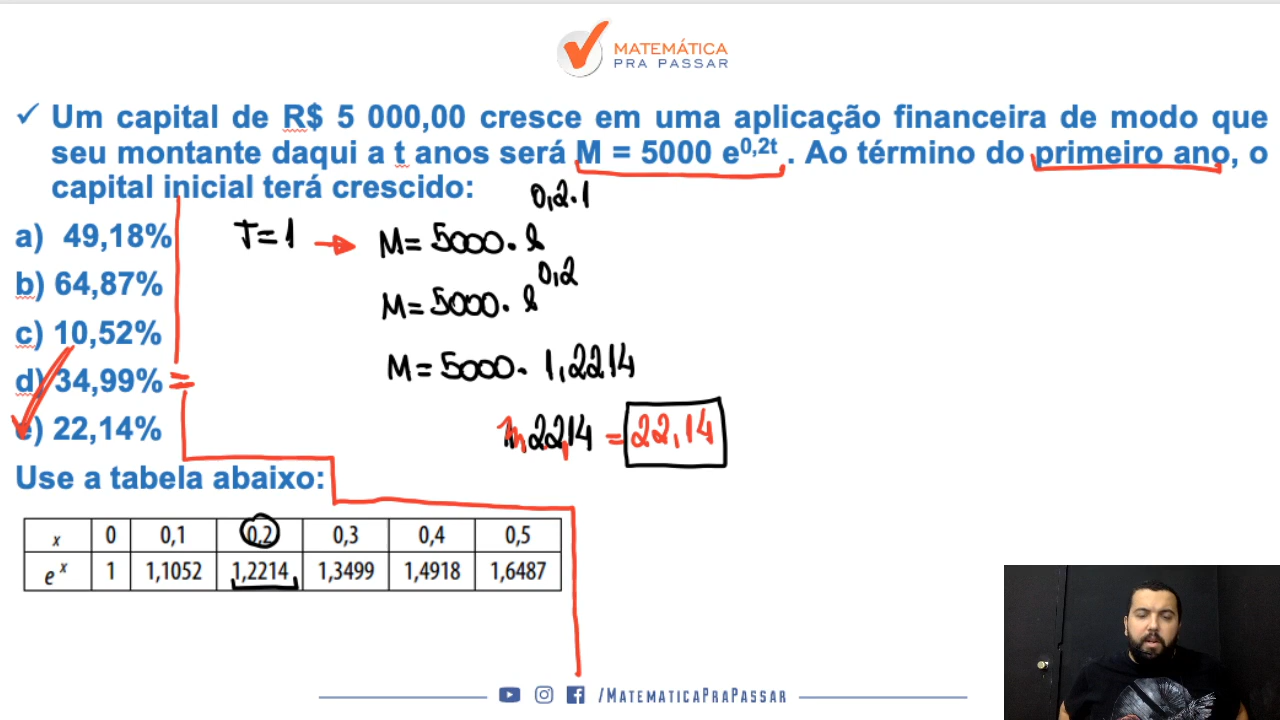 MATEMÁTICA
PRA PASSAR
✓ Um capital de R$ 5 000,00 cresce em uma aplicação financeira de modo que
seu montante daqui a t anos será M = 5000 e^0,2t . Ao término do primeiro ano, o
capital inicial terá crescido:
a) 49,18%
b) 64,87%
c) 10,52%
d) 34,99%
e) 22,14%
Use a tabela abaixo:
x 0 0,1 0,2 0,3 0,4 0,5
e^x 1 1,1052 1,2214 1,3499 1,4918 1,6487
T=1 → M= 5000. e^0,2.1
M= 5000. e^0,2
M= 5000. 1,2214
1,22,14 = 22,14
/MATEMATICAPRAPASSAR